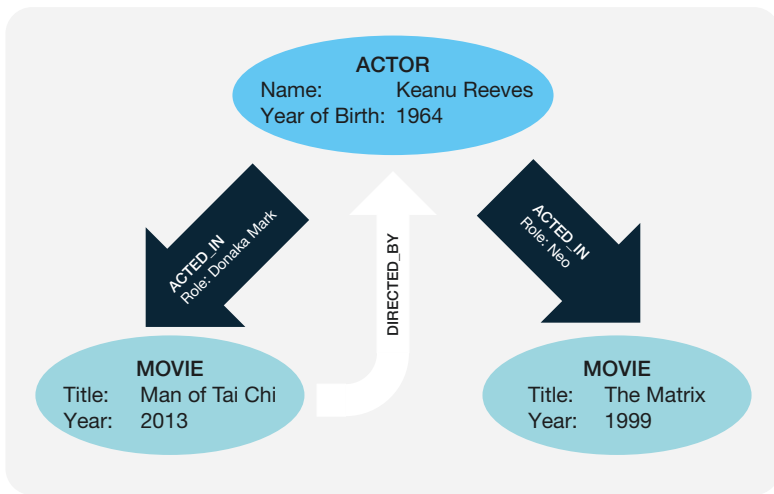 ACTOR
Name: Keanu Reeves
Year of Birth: 1964
ACTED_IN
Role: Donaka Mark
DIRECTED_BY
ACTED_IN
Role: Neo
MOVIE
Title: Man of Tai Chi
Year: 2013
MOVIE
Title: The Matrix
Year: 1999